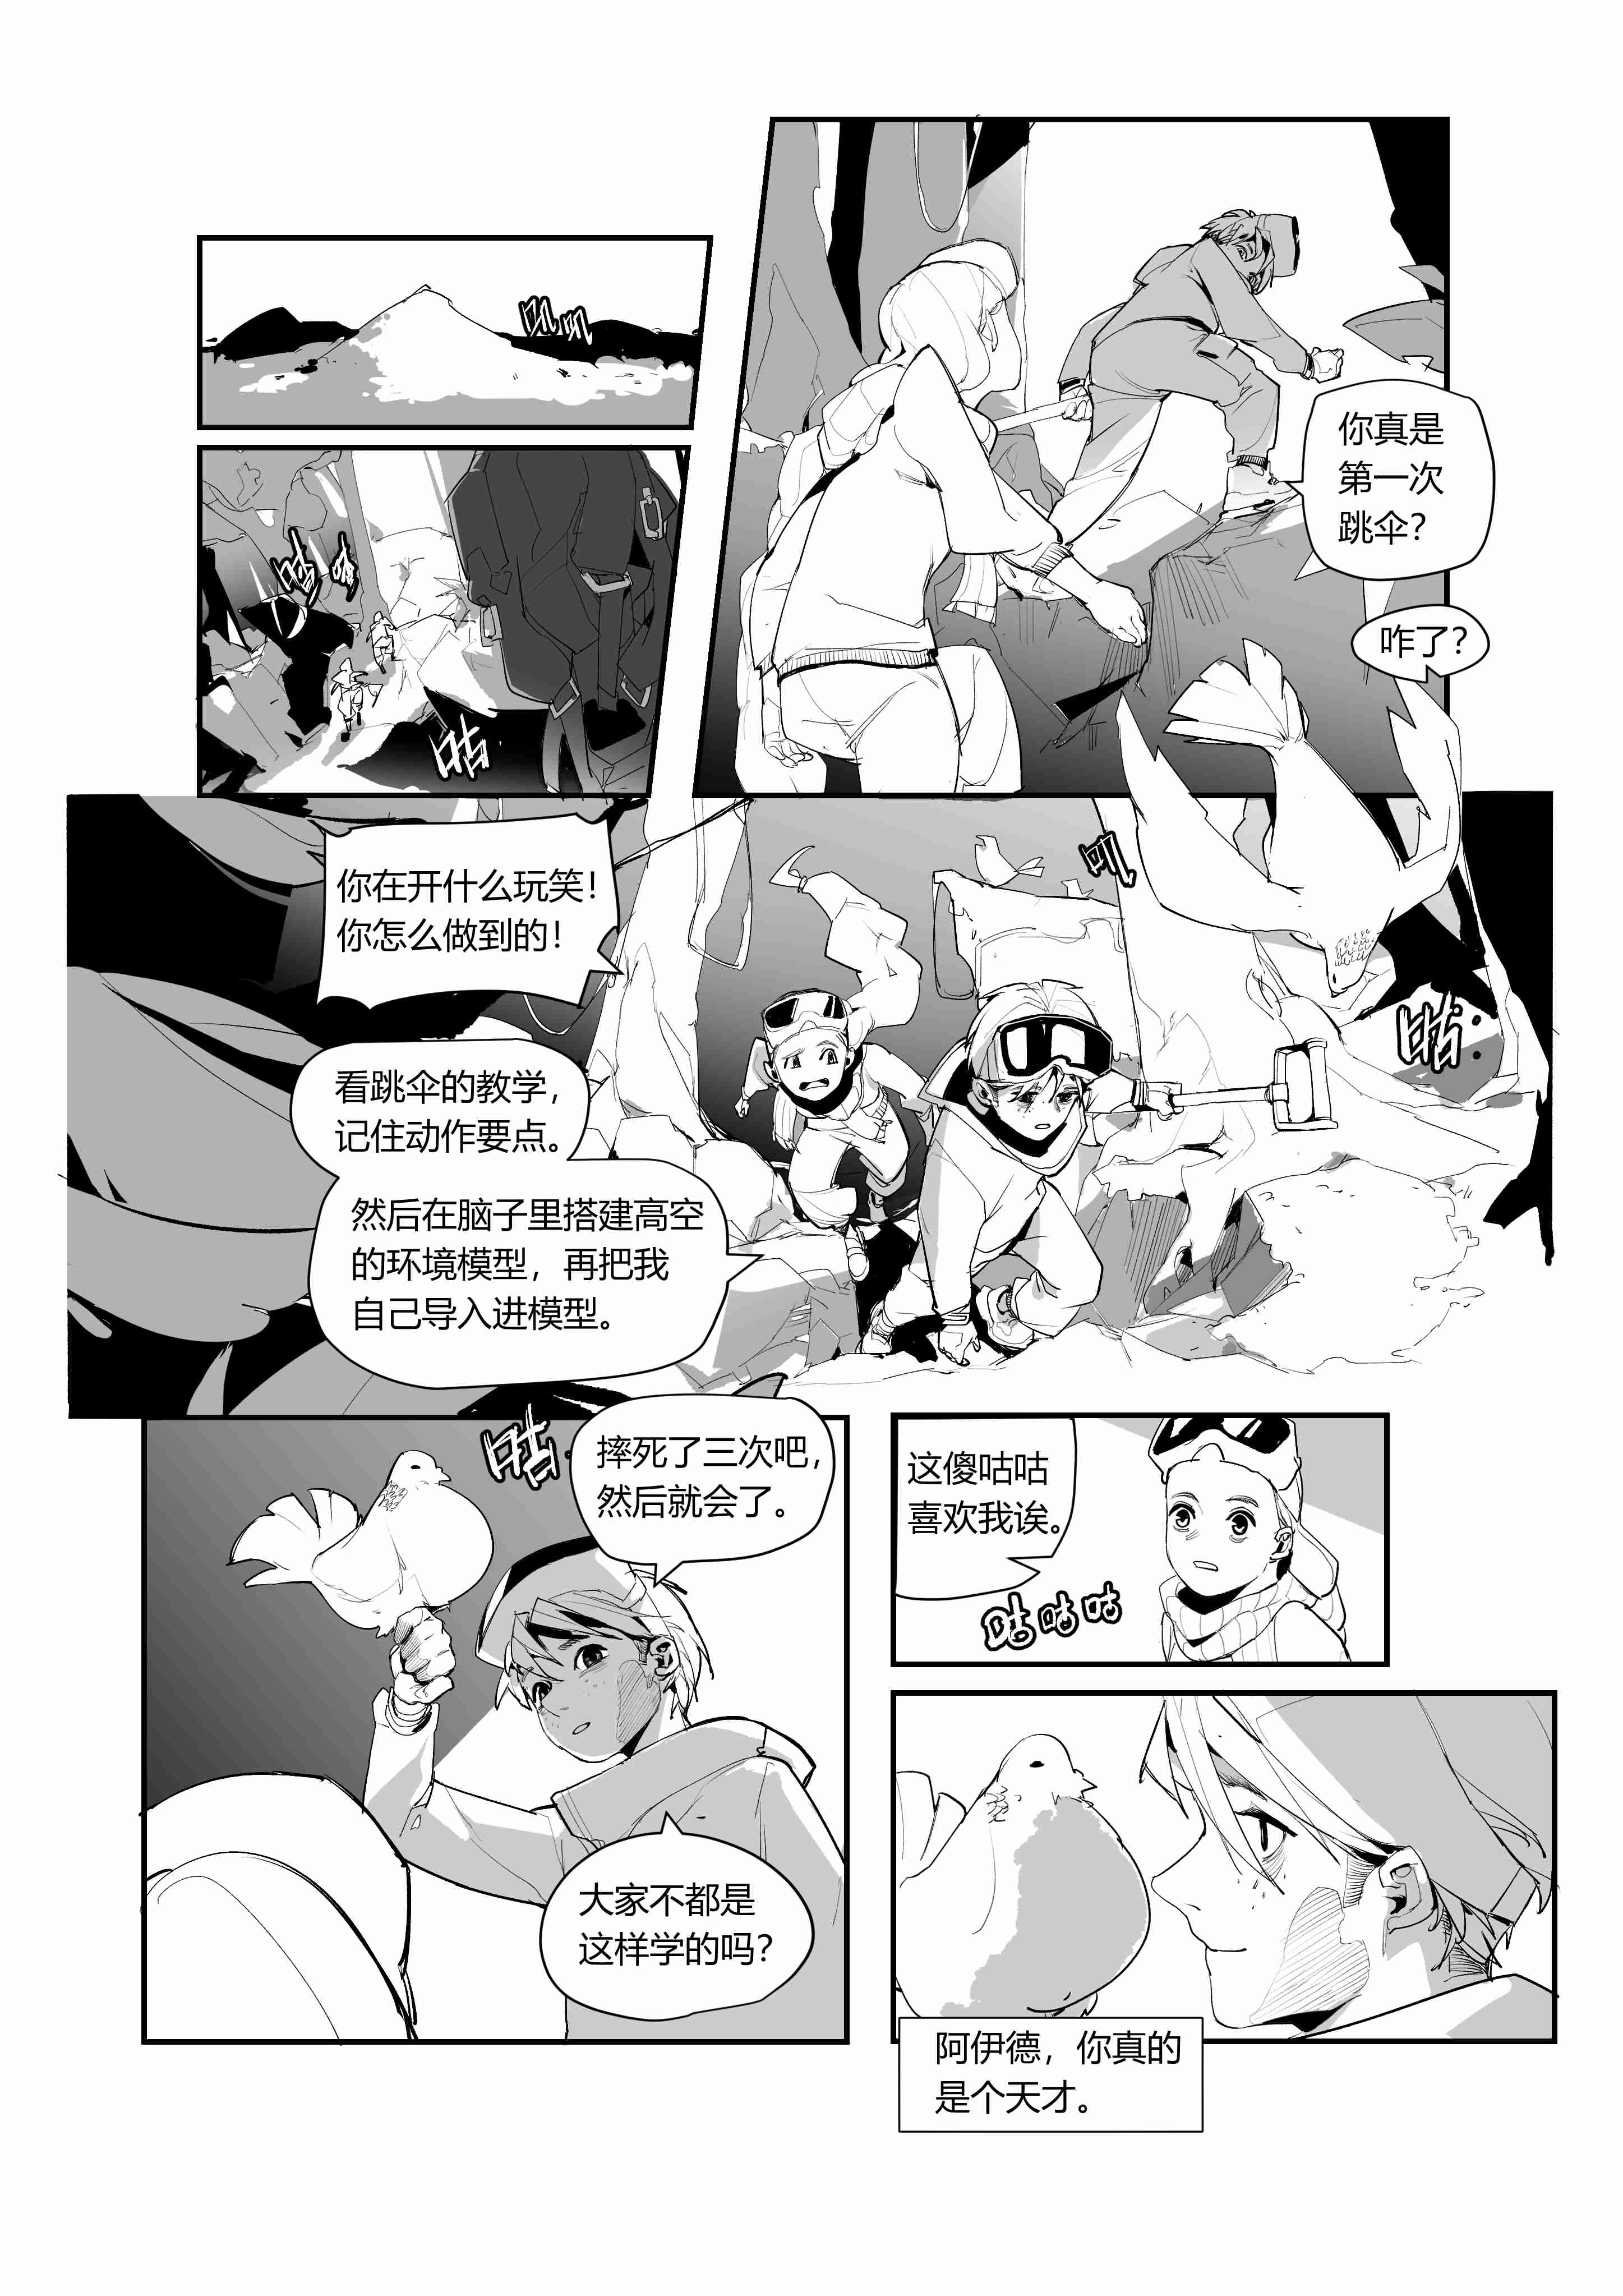 叽叽
咕咕
咕
你真是
第一次
跳伞？
咋了？
你在开什么玩笑！
你怎么做到的！
叽
咕
看跳伞的教学，
记住动作要点。
然后在脑子里搭建高空
的环境模型，再把我
自己导入进模型。
咕
摔死了三次吧，
然后就会了。
大家不都是
这样学的吗？
这傻咕咕
喜欢我诶。
咕咕咕
阿伊德，你真的
是个天才。